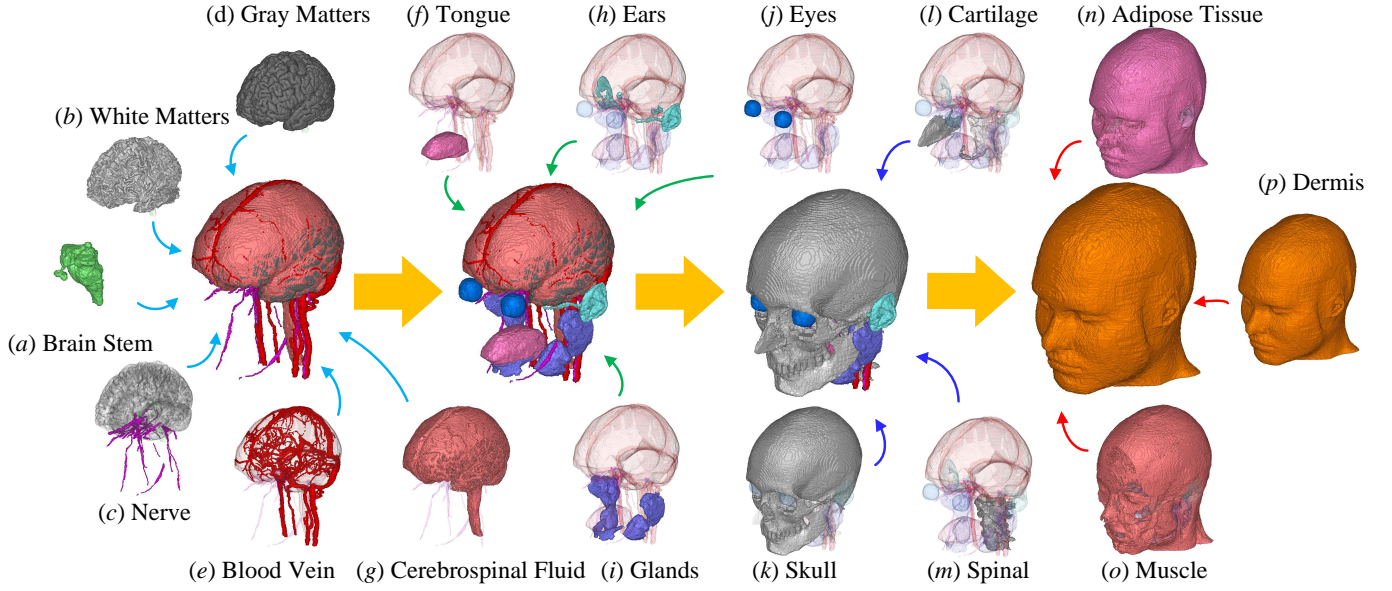 (d) Gray Matters
(f) Tongue
(h) Ears
(j) Eyes
(l) Cartilage
(n) Adipose Tissue
(b) White Matters
(p) Dermis
(a) Brain Stem
(c) Nerve
(e) Blood Vein
(g) Cerebrospinal Fluid
(i) Glands
(k) Skull
(m) Spinal
(o) Muscle